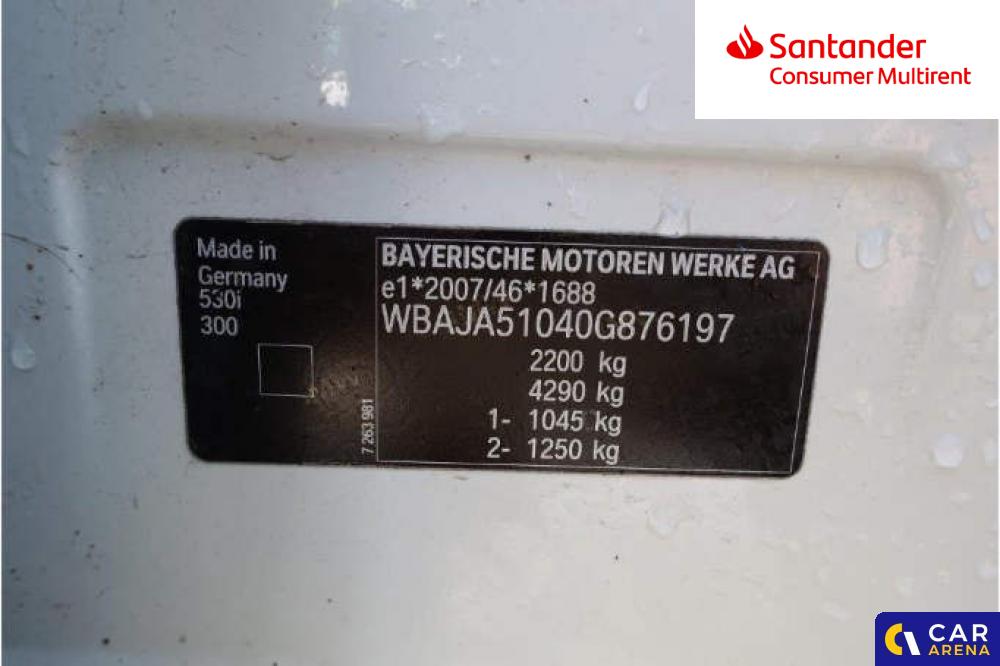 Santander
Consumer Multirent
Made in
Germany
530i
300
7 263 981
BAYERISCHE MOTOREN WERKE AG
e1*2007/46*1688
WBAJA51040G876197
2200 kg
4290 kg
1- 1045 kg
2- 1250 kg
CAR
ARENA